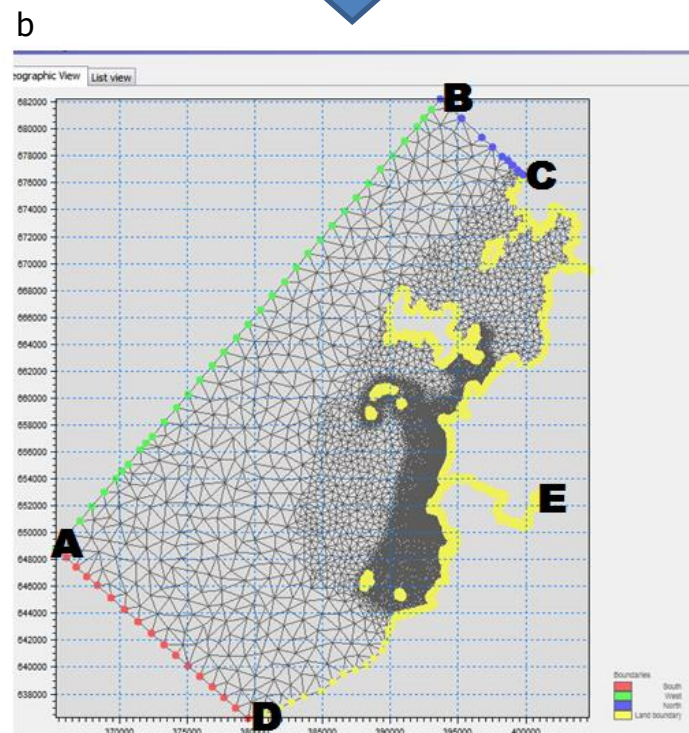 b
eographic View List view
682000
B
680000
678000
676000
C
674000
672000
670000
668000
666000
664000
662000
660000
658000
656000
654000
652000
E
650000
A
648000
646000
644000
642000
640000
638000
D
370000 375000 380000 385000 390000 395000 400000
Boundaries
South
West
North
Land boundary